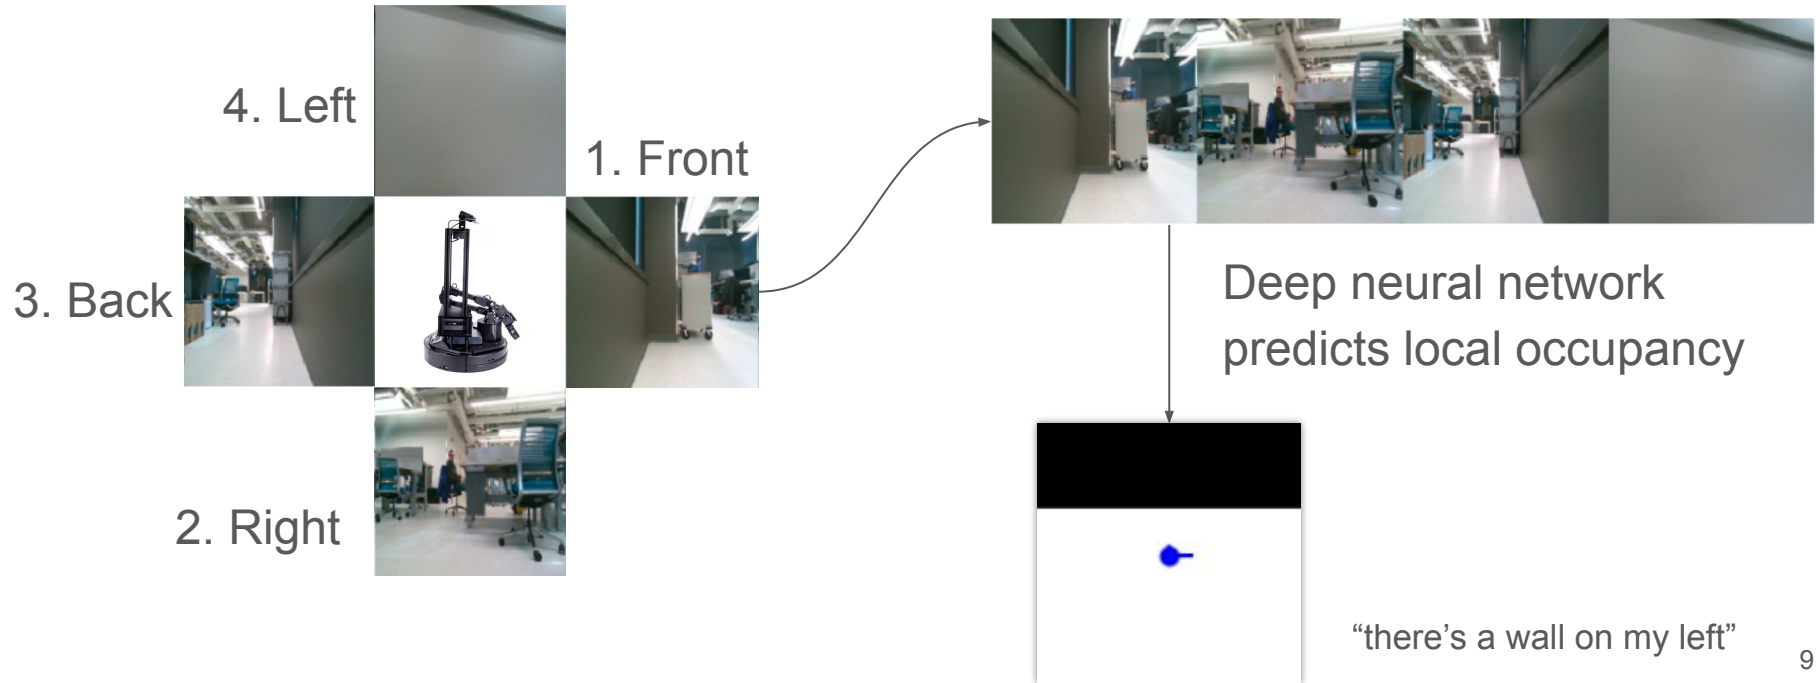 4. Left
1. Front
3. Back
2. Right
Deep neural network
predicts local occupancy
“there’s a wall on my left”
9